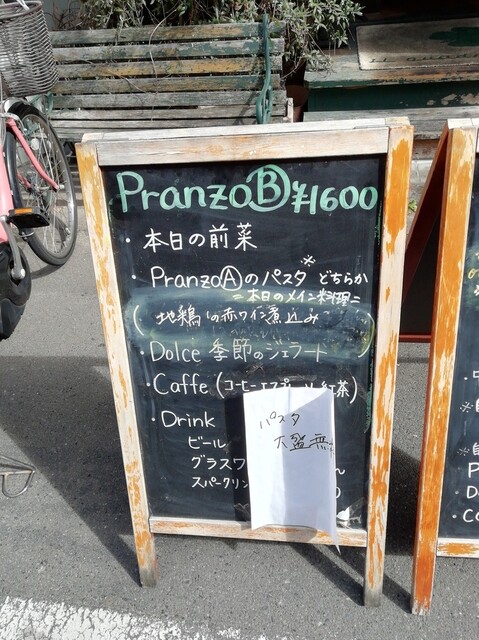 PranzoⒷ ¥1600
・本日の前菜
・PranzoⒶのパスタ※どちらか
=本日のメイン料理=
(地鶏の赤ワイン煮込み)
・Dolce 季節のジェラート
・Caffe (コーヒー エスプレッソ 紅茶)
・Drink
ビール
グラスワ
スパークリン
パスタ
大盛無